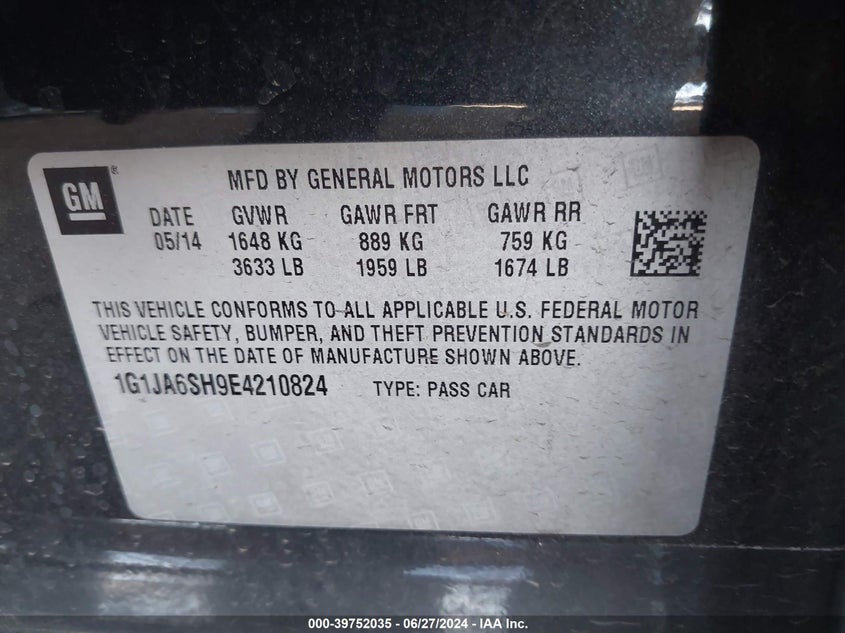 GM®
MFD BY GENERAL MOTORS LLC
DATE GVWR GAWR FRT GAWR RR
05/14 1648 KG 889 KG 759 KG
3633 LB 1959 LB 1674 LB
THIS VEHICLE CONFORMS TO ALL APPLICABLE U.S. FEDERAL MOTOR
VEHICLE SAFETY, BUMPER, AND THEFT PREVENTION STANDARDS IN
EFFECT ON THE DATE OF MANUFACTURE SHOWN ABOVE.
1G1JA6SH9E4210824 TYPE: PASS CAR
000-39752035 - 06/27/2024 - IAA Inc.